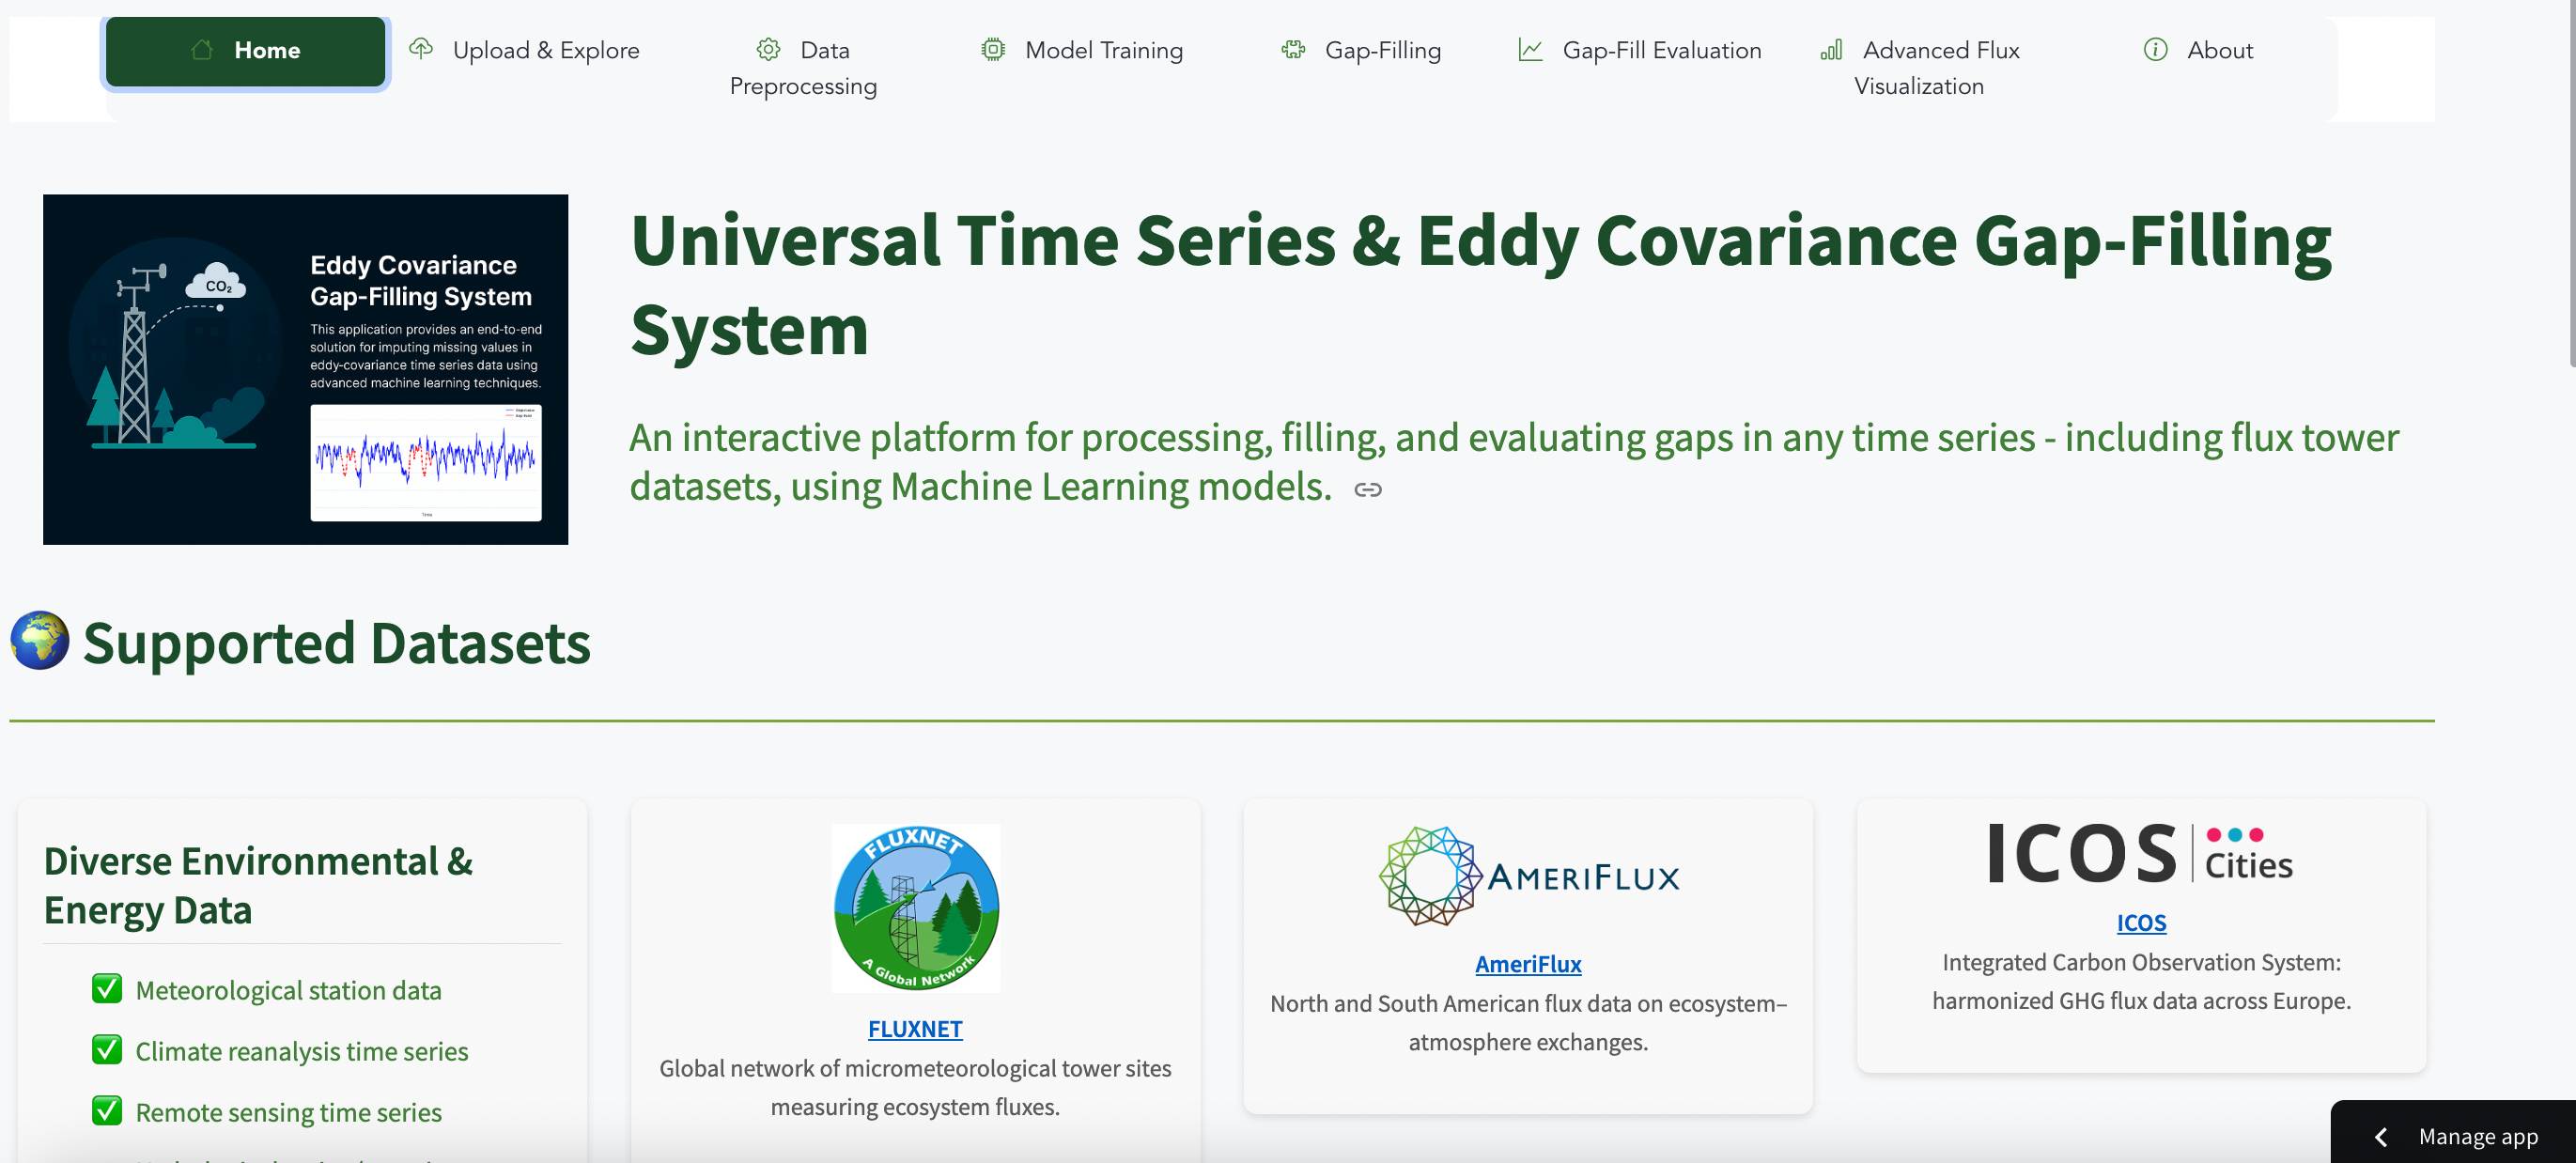 Home
Upload & Explore
Data
Preprocessing
Model Training
Gap-Filling
Gap-Fill Evaluation
Advanced Flux
Visualization
About
CO₂
Eddy Covariance
Gap-Filling System
This application provides an end-to-end
solution for imputing missing values in
eddy-covariance time series data using
advanced machine learning techniques.
Time
Universal Time Series & Eddy Covariance Gap-Filling
System
An interactive platform for processing, filling, and evaluating gaps in any time series - including flux tower
datasets, using Machine Learning models.
Supported Datasets
Diverse Environmental &
Energy Data
Meteorological station data
Climate reanalysis time series
Remote sensing time series
FLUXNET
A Global Network
FLUXNET
Global network of micrometeorological tower sites
measuring ecosystem fluxes.
AMERIFLUX
AmeriFlux
North and South American flux data on ecosystem–
atmosphere exchanges.
ICOS
Cities
ICOS
Integrated Carbon Observation System:
harmonized GHG flux data across Europe.
Manage app